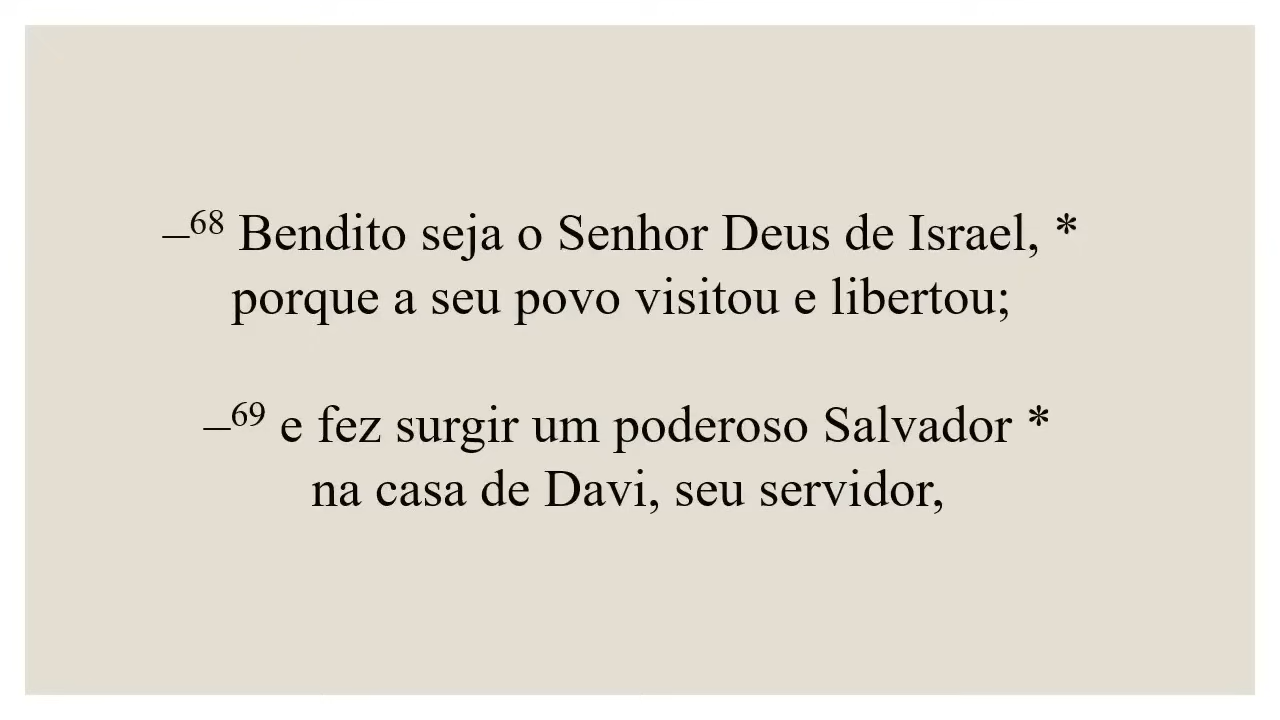 –⁶⁸ Bendito seja o Senhor Deus de Israel, *
porque a seu povo visitou e libertou;
–⁶⁹ e fez surgir um poderoso Salvador *
na casa de Davi, seu servidor,